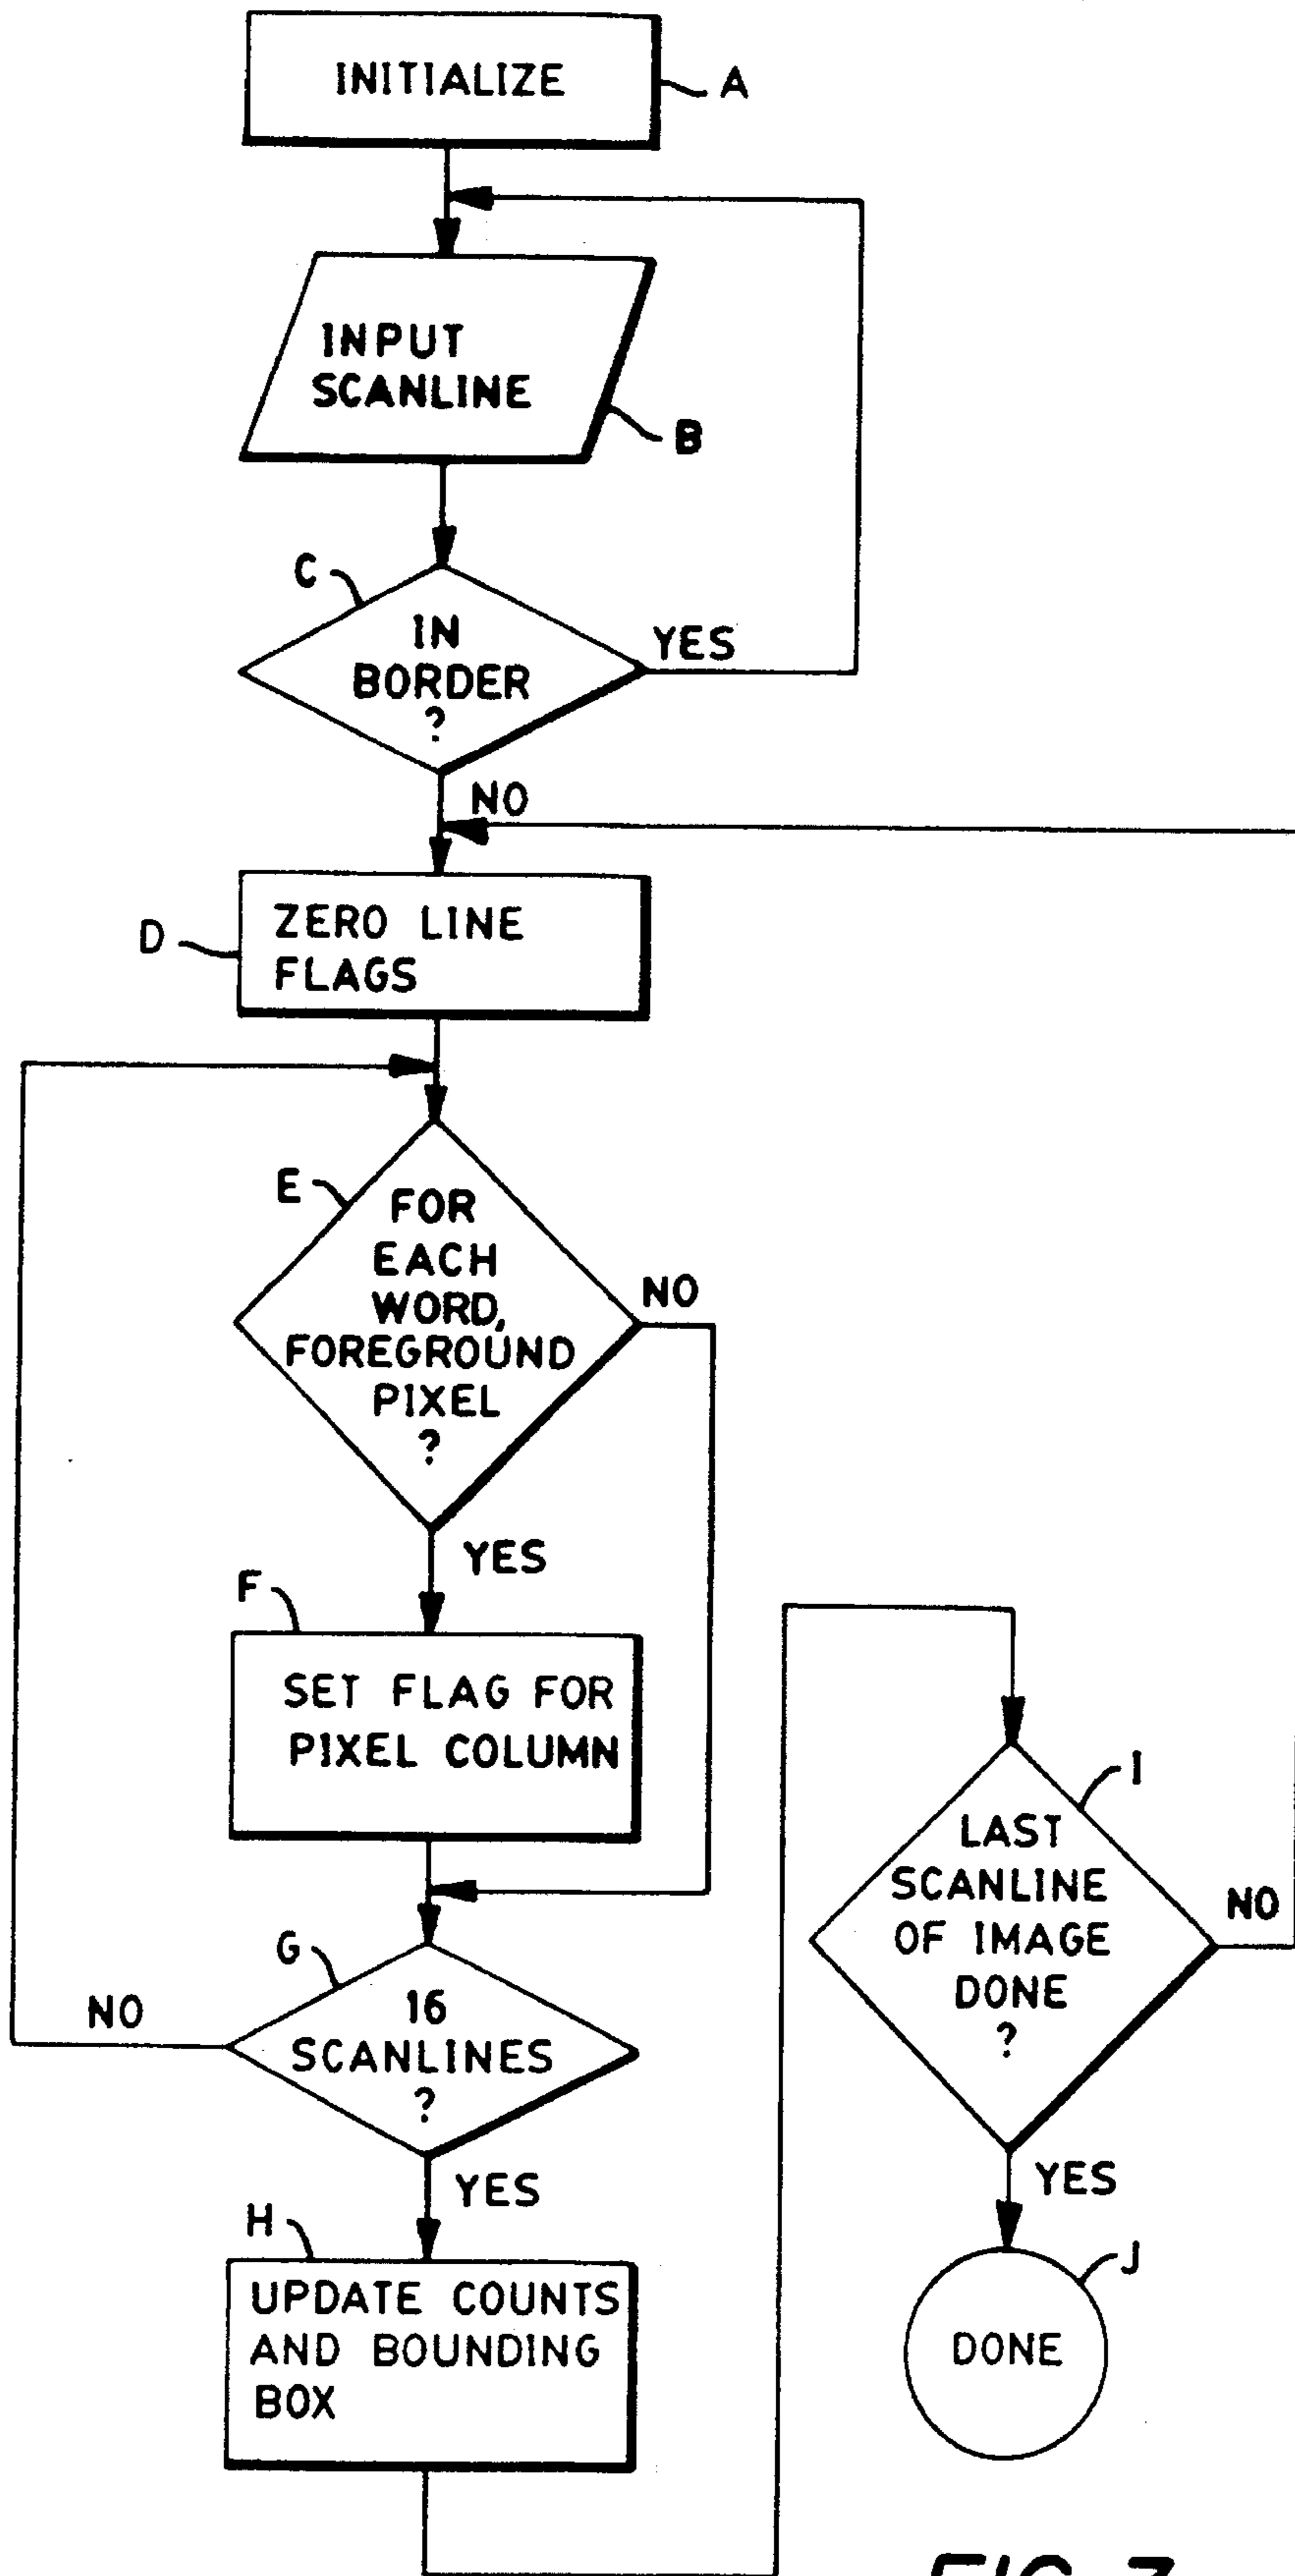 INITIALIZE
A
INPUT
SCANLINE
B
C
IN
BORDER
?
YES
NO
D
ZERO LINE
FLAGS
E
FOR
EACH
WORD,
FOREGROUND
PIXEL
?
NO
YES
F
SET FLAG FOR
PIXEL COLUMN
G
16
SCANLINES
?
NO
YES
H
UPDATE COUNTS
AND BOUNDING
BOX
I
LAST
SCANLINE
OF IMAGE
DONE
?
NO
YES
J
DONE